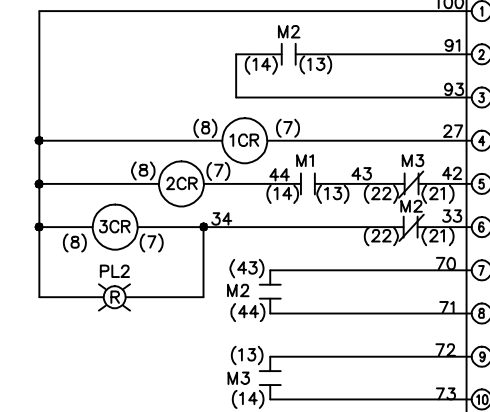 100 1
M2
(14) (13) 91 2
93 3
(8) 1CR (7) 27 4
(8) 2CR (7) 44 M1 43 M3 42 5
(14) (13) (22) (21)
3CR 34 M2 33 6
(8) (7) (22) (21)
PL2 (43) 70 7
R M2
(44) 71 8
(13) 72 9
M3
(14) 73 10